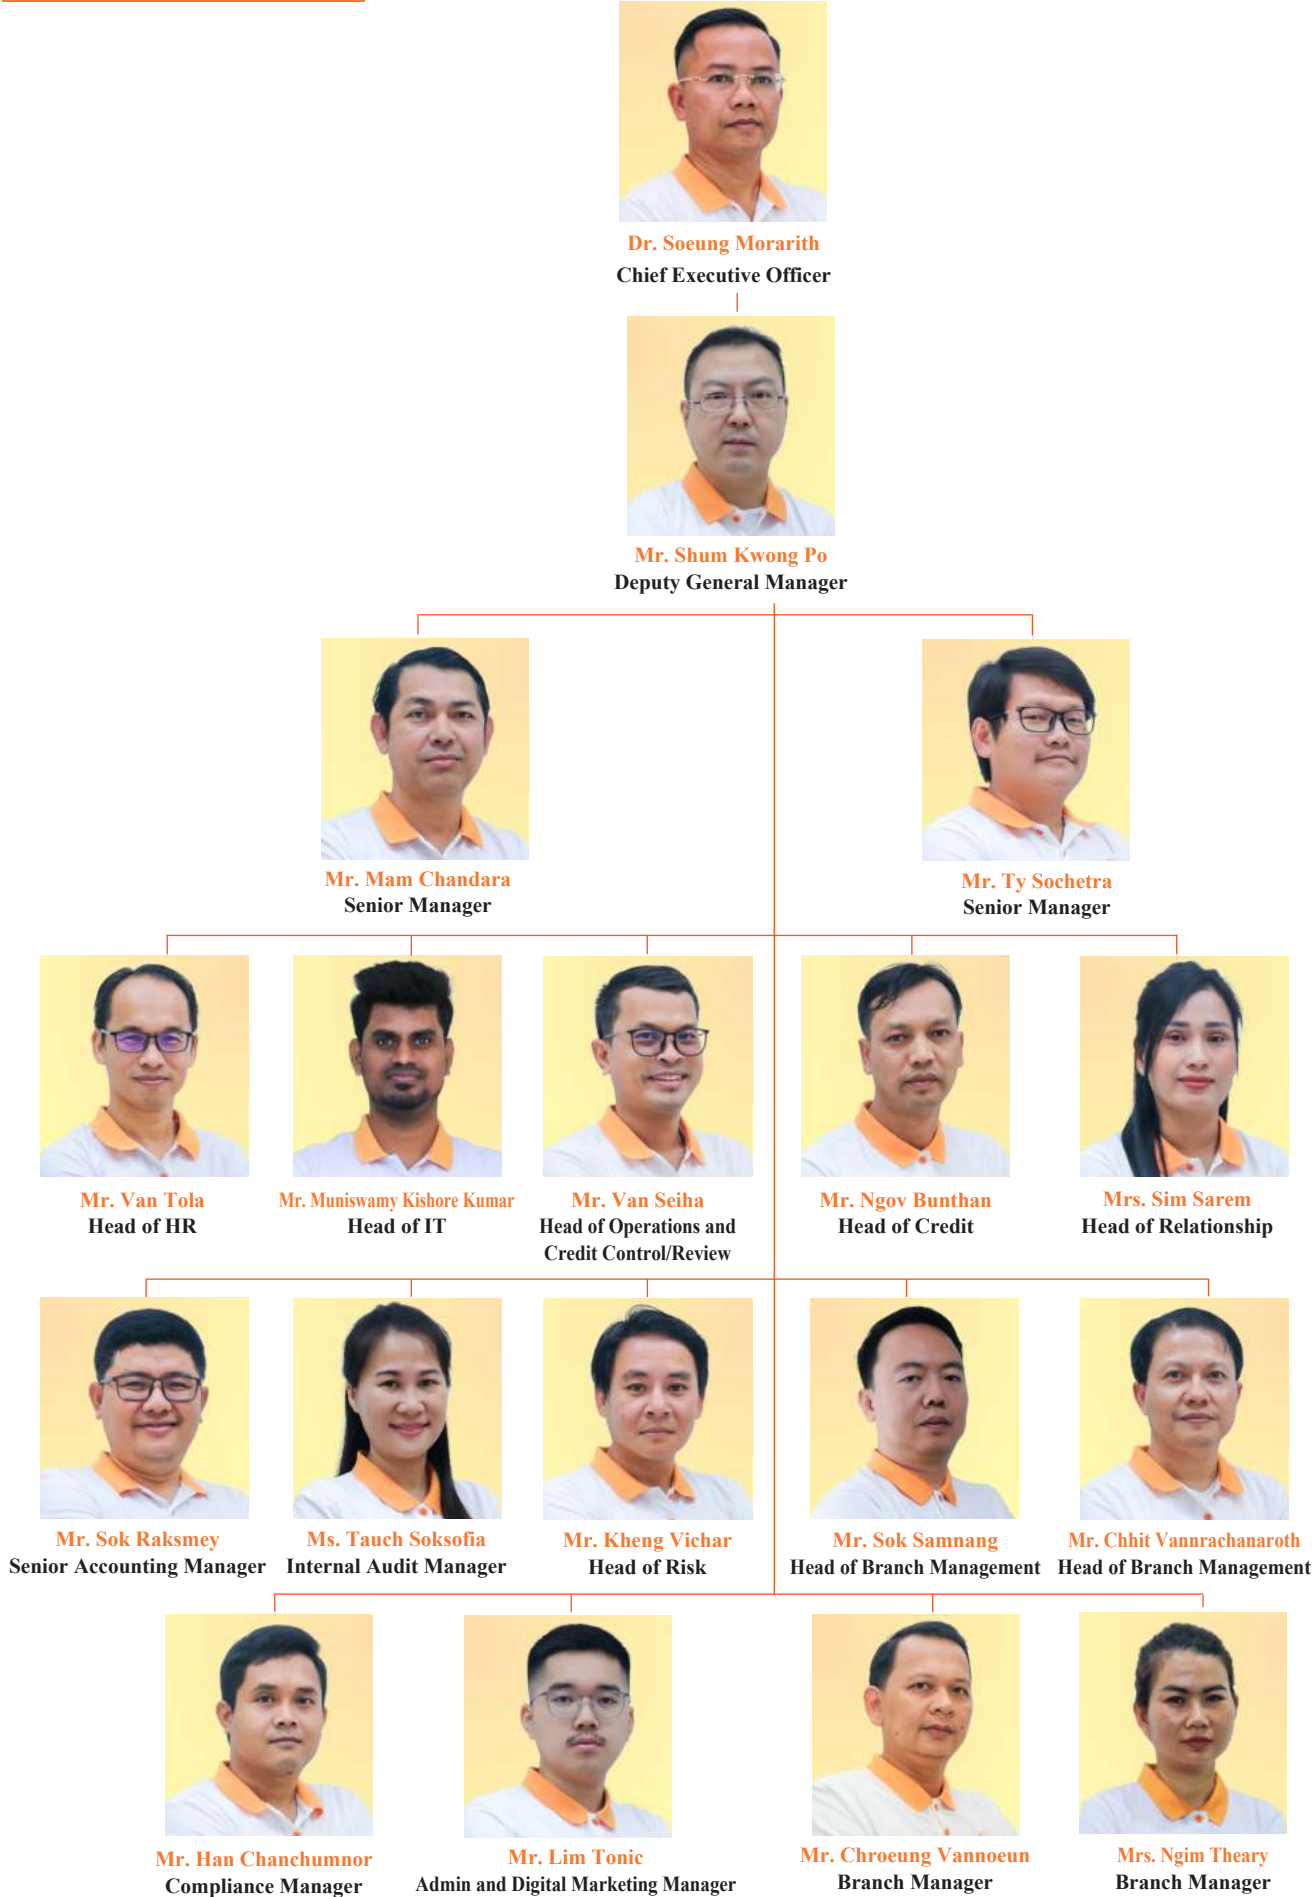 Dr. Soeung Morarith
Chief Executive Officer
Mr. Shum Kwong Po
Deputy General Manager
Mr. Mam Chandara
Senior Manager
Mr. Ty Sochetra
Senior Manager
Mr. Van Tola
Head of HR
Mr. Muniswamy Kishore Kumar
Head of IT
Mr. Van Seiha
Head of Operations and
Credit Control/Review
Mr. Ngov Bunthan
Head of Credit
Mrs. Sim Sarem
Head of Relationship
Mr. Sok Raksmey
Senior Accounting Manager
Ms. Tauch Soksofia
Internal Audit Manager
Mr. Kheng Vichar
Head of Risk
Mr. Sok Samnang
Head of Branch Management
Mr. Chhit Vannrachanaroth
Head of Branch Management
Mr. Han Chanchumnor
Compliance Manager
Mr. Lim Tonic
Admin and Digital Marketing Manager
Mr. Chroeung Vannoeun
Branch Manager
Mrs. Ngim Theary
Branch Manager